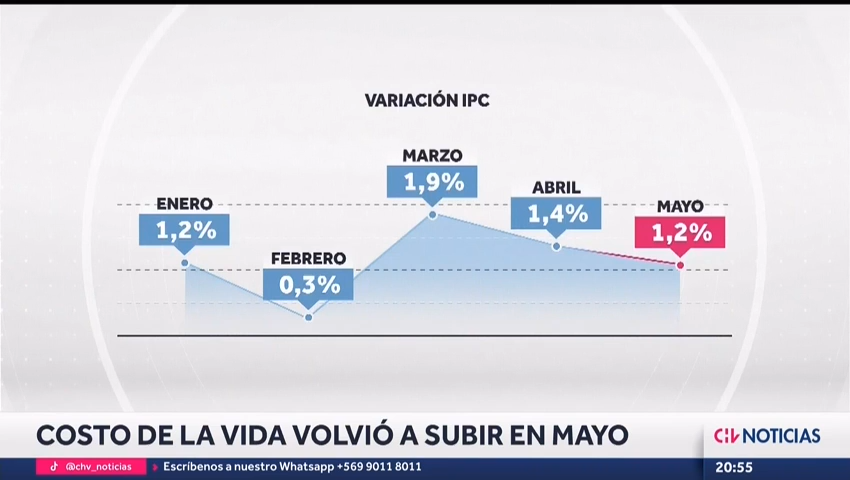 VARIACIÓN IPC
ENERO
1,2%
FEBRERO
0,3%
MARZO
1,9%
ABRIL
1,4%
MAYO
1,2%
COSTO DE LA VIDA VOLVIÓ A SUBIR EN MAYO
CHV NOTICIAS
@chv_noticias
Escríbenos a nuestro Whatsapp +569 9011 8011
20:55